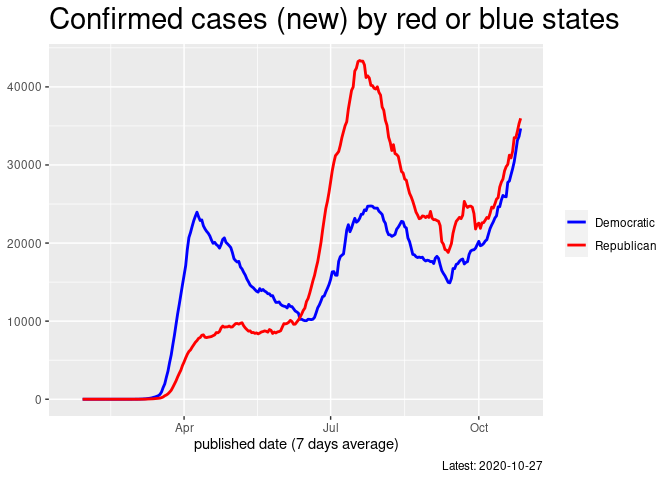 Confirmed cases (new) by red or blue states
40000
30000
20000
10000
0
Apr
Jul
Oct
published date (7 days average)
Democratic
Republican
Latest: 2020-10-27